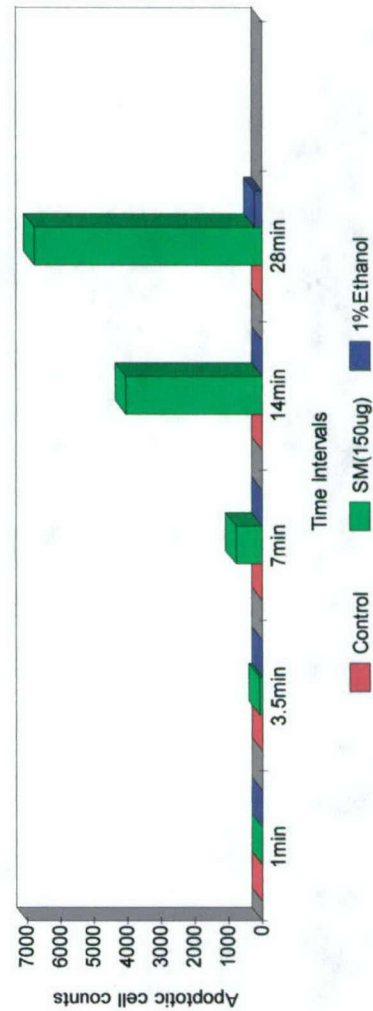 Apoptotic cell counts
7000
6000
5000
4000
3000
2000
1000
0
1min 3.5min 7min 14min 28min
Time Intervals
Control SM(150ug) 1%Ethanol